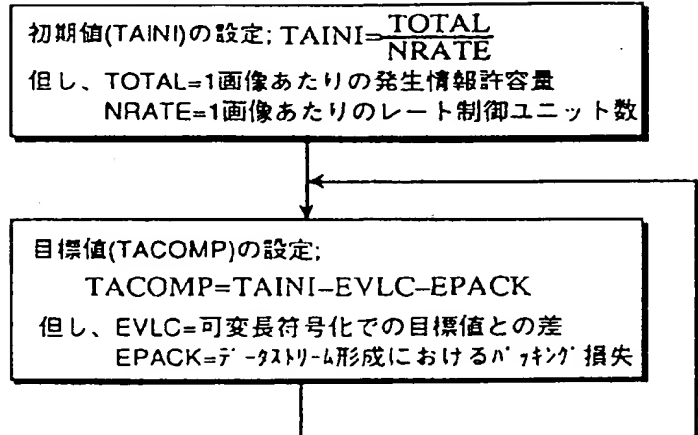 初期値(TAINI)の設定; TAINI=TOTAL/NRATE
但し、TOTAL=1画像あたりの発生情報許容量
NRATE=1画像あたりのレート制御ユニット数
目標値(TACOMP)の設定;
TACOMP=TAINI–EVLC–EPACK
但し、EVLC=可変長符号化での目標値との差
EPACK=ﾃﾞｰﾀｽﾄﾘｰﾑ形成におけるﾊﾟｯｷﾝｸﾞ損失